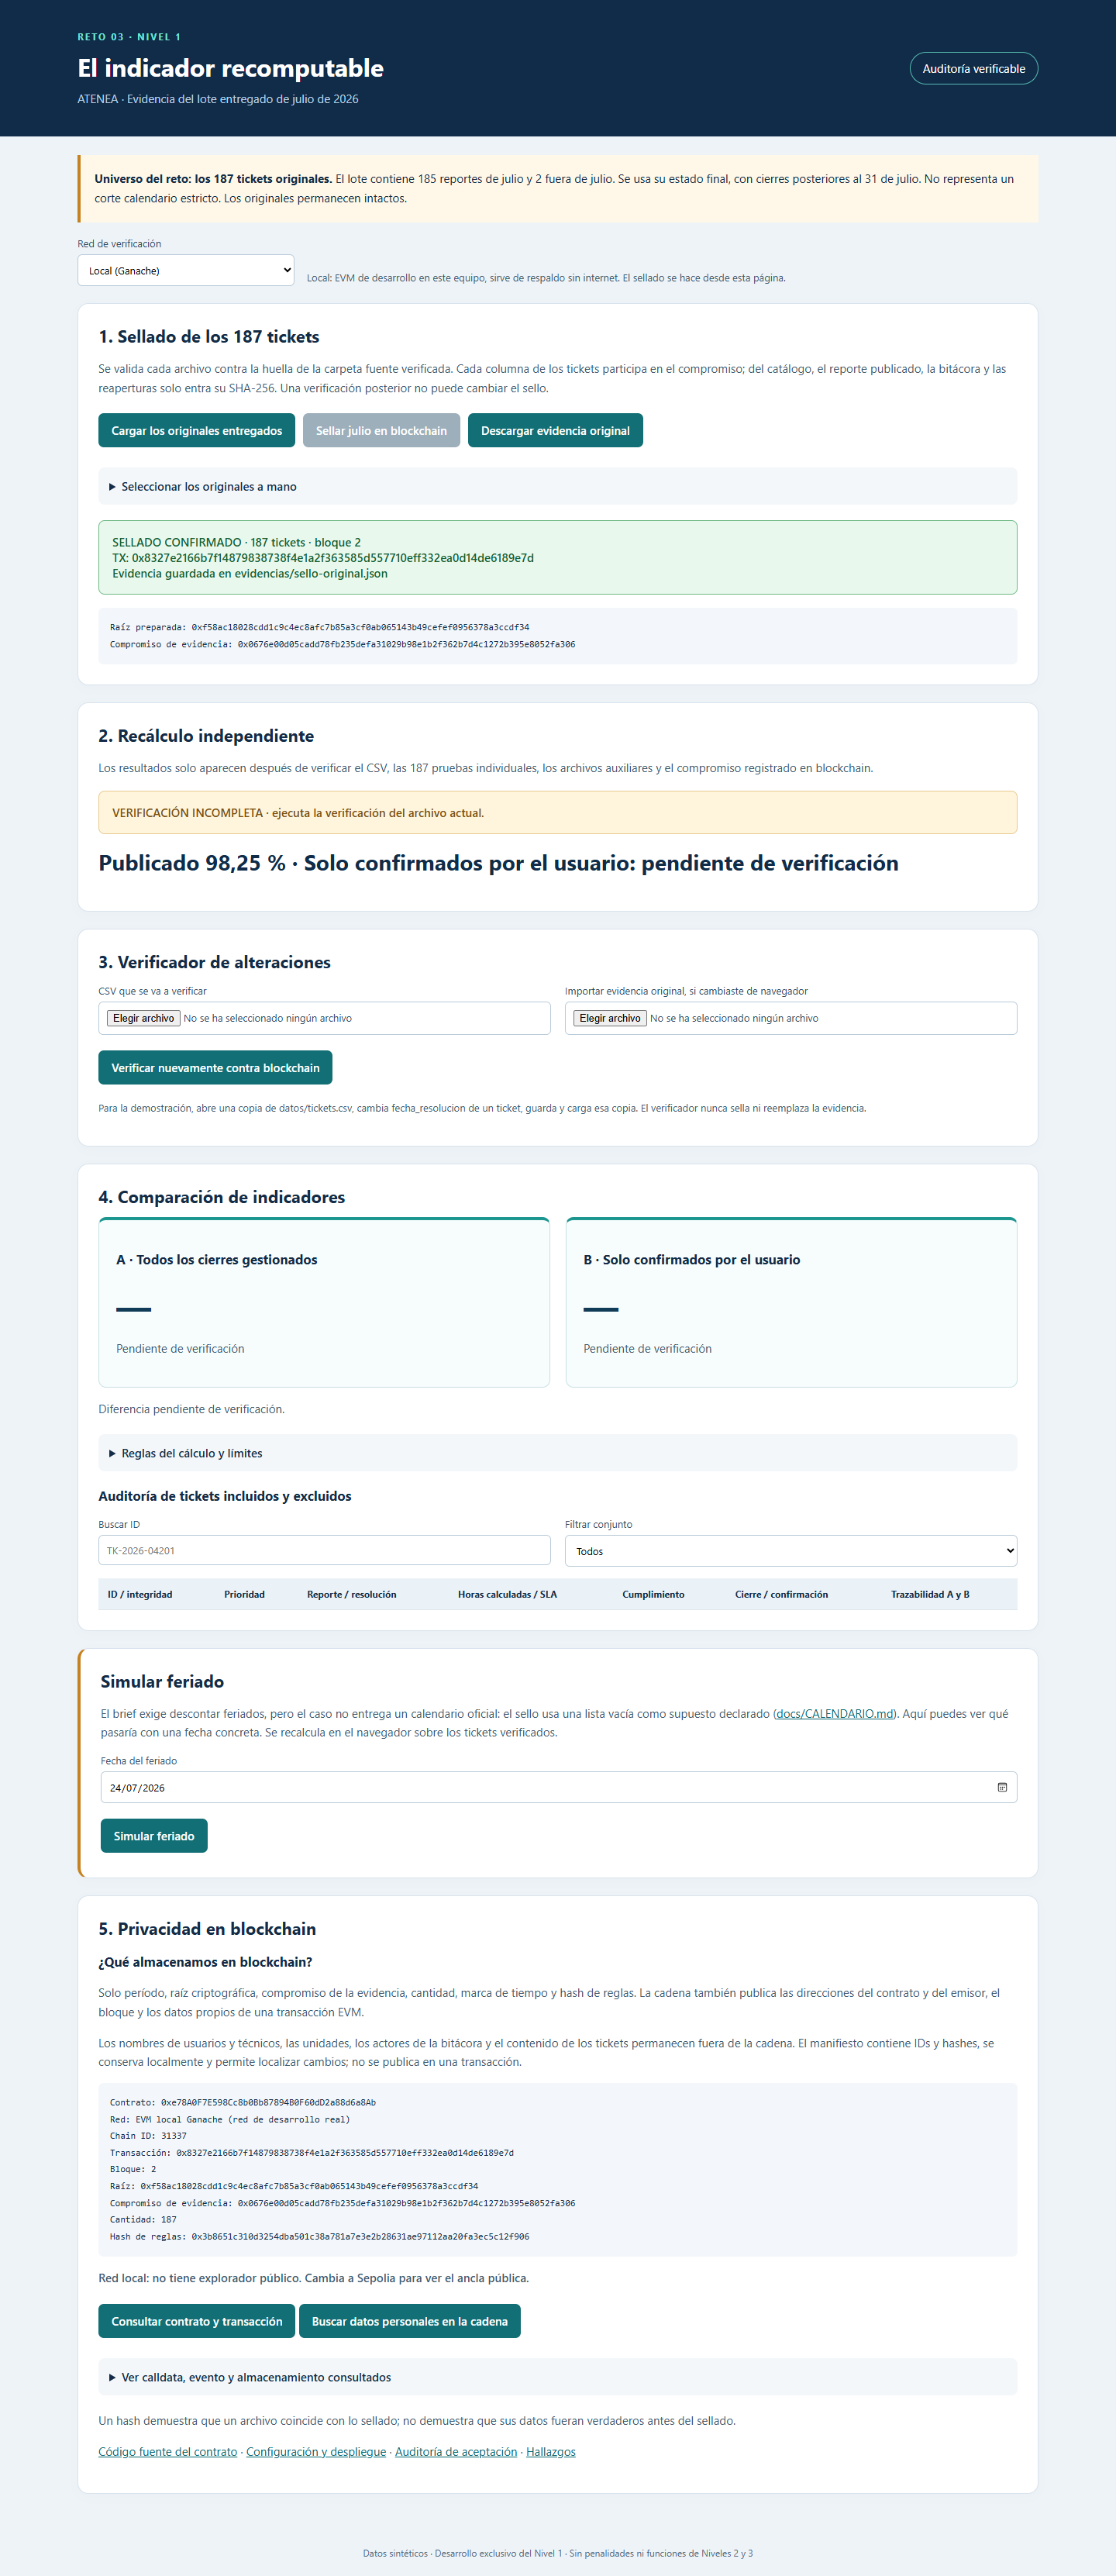 RETO 03 · NIVEL 1
El indicador recomputable
ATENEA · Evidencia del lote entregado de julio de 2026
Auditoría verificable
Universo del reto: los 187 tickets originales. El lote contiene 185 reportes de julio y 2 fuera de julio. Se usa su estado final, con cierres posteriores al 31 de julio. No representa un
corte calendario estricto. Los originales permanecen intactos.
Red de verificación
Local (Ganache)
Local: EVM de desarrollo en este equipo, sirve de respaldo sin internet. El sellado se hace desde esta página.
1. Sellado de los 187 tickets
Se valida cada archivo contra la huella de la carpeta fuente verificada. Cada columna de los tickets participa en el compromiso; del catálogo, el reporte publicado, la bitácora y las
reaperturas solo entra su SHA-256. Una verificación posterior no puede cambiar el sello.
Cargar los originales entregados
Sellar julio en blockchain
Descargar evidencia original
Seleccionar los originales a mano
SELLADO CONFIRMADO · 187 tickets · bloque 2
TX: 0x8327e2166b7f14879838738f4e1a2f363585d557710eff332ea0d14de6189e7d
Evidencia guardada en evidencias/sello-original.json
Raíz preparada: 0xf58ac18028cdd1c9c4ec8afc7b85a3cf0ab065143b49cefef0956378a3ccdf34
Compromiso de evidencia: 0x0676e00d05cadd78fb235defa31029b98e1b2f362b7d4c1272b395e8052fa306
2. Recálculo independiente
Los resultados solo aparecen después de verificar el CSV, las 187 pruebas individuales, los archivos auxiliares y el compromiso registrado en blockchain.
VERIFICACIÓN INCOMPLETA · ejecuta la verificación del archivo actual.
Publicado 98,25 % · Solo confirmados por el usuario: pendiente de verificación
3. Verificador de alteraciones
CSV que se va a verificar
Importar evidencia original, si cambiaste de navegador
Elegir archivo No se ha seleccionado ningún archivo
Elegir archivo No se ha seleccionado ningún archivo
Verificar nuevamente contra blockchain
Para la demostración, abre una copia de datos/tickets.csv, cambia fecha_resolucion de un ticket, guarda y carga esa copia. El verificador nunca sella ni reemplaza la evidencia.
4. Comparación de indicadores
A · Todos los cierres gestionados
—
Pendiente de verificación
B · Solo confirmados por el usuario
—
Pendiente de verificación
Diferencia pendiente de verificación.
Reglas del cálculo y límites
Auditoría de tickets incluidos y excluidos
Buscar ID
Filtrar conjunto
TK-2026-04201
Todos
ID / integridad Prioridad Reporte / resolución Horas calculadas / SLA Cumplimiento Cierre / confirmación Trazabilidad A y B
Simular feriado
El brief exige descontar feriados, pero el caso no entrega un calendario oficial: el sello usa una lista vacía como supuesto declarado (docs/CALENDARIO.md). Aquí puedes ver qué
pasaría con una fecha concreta. Se recalcula en el navegador sobre los tickets verificados.
Fecha del feriado
24/07/2026
Simular feriado
5. Privacidad en blockchain
¿Qué almacenamos en blockchain?
Solo período, raíz criptográfica, compromiso de la evidencia, cantidad, marca de tiempo y hash de reglas. La cadena también publica las direcciones del contrato y del emisor, el
bloque y los datos propios de una transacción EVM.
Los nombres de usuarios y técnicos, las unidades, los actores de la bitácora y el contenido de los tickets permanecen fuera de la cadena. El manifiesto contiene IDs y hashes, se
conserva localmente y permite localizar cambios; no se publica en una transacción.
Contrato: 0xe78A0F7E598Cc8b0Bb87894B0F60dD2a88d6a8Ab
Red: EVM local Ganache (red de desarrollo real)
Chain ID: 31337
Transacción: 0x8327e2166b7f14879838738f4e1a2f363585d557710eff332ea0d14de6189e7d
Bloque: 2
Raíz: 0xf58ac18028cdd1c9c4ec8afc7b85a3cf0ab065143b49cefef0956378a3ccdf34
Compromiso de evidencia: 0x0676e00d05cadd78fb235defa31029b98e1b2f362b7d4c1272b395e8052fa306
Cantidad: 187
Hash de reglas: 0x3b8651c310d3254dba501c38a781a7e3e2b28631ae97112aa20fa3ec5c12f906
Red local: no tiene explorador público. Cambia a Sepolia para ver el ancla pública.
Consultar contrato y transacción
Buscar datos personales en la cadena
Ver calldata, evento y almacenamiento consultados
Un hash demuestra que un archivo coincide con lo sellado; no demuestra que sus datos fueran verdaderos antes del sellado.
Código fuente del contrato · Configuración y despliegue · Auditoría de aceptación · Hallazgos
Datos sintéticos · Desarrollo exclusivo del Nivel 1 · Sin penalidades ni funciones de Niveles 2 y 3